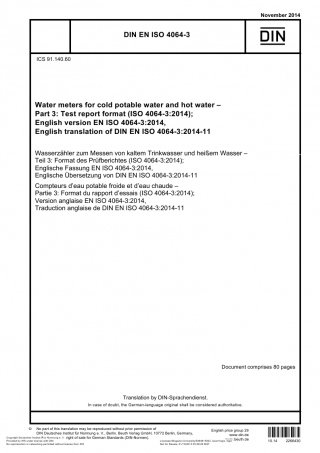 November 2014
DIN EN ISO 4064-3
DIN
ICS 91.140.60
Water meters for cold potable water and hot water –
Part 3: Test report format (ISO 4064-3:2014);
English version EN ISO 4064-3:2014,
English translation of DIN EN ISO 4064-3:2014-11
Wasserzähler zum Messen von kaltem Trinkwasser und heißem Wasser –
Teil 3: Format des Prüfberichtes (ISO 4064-3:2014);
Englische Fassung EN ISO 4064-3:2014,
Englische Übersetzung von DIN EN ISO 4064-3:2014-11
Compteurs d'eau potable froide et d'eau chaude –
Partie 3: Format du rapport d'essais (ISO 4064-3:2014);
Version anglaise EN ISO 4064-3:2014,
Traduction anglaise de DIN EN ISO 4064-3:2014-11
Document comprises 80 pages
Translation by DIN-Sprachendienst.
In case of doubt, the German-language original shall be considered authoritative.
© No part of this translation may be reproduced without prior permission of
DIN Deutsches Institut für Normung e. V., Berlin. Beuth Verlag GmbH, 10772 Berlin, Germany,
right of sale for German Standards (DIN-Normen).
English price group 29
www.din.de
www.beuth.de
10.14